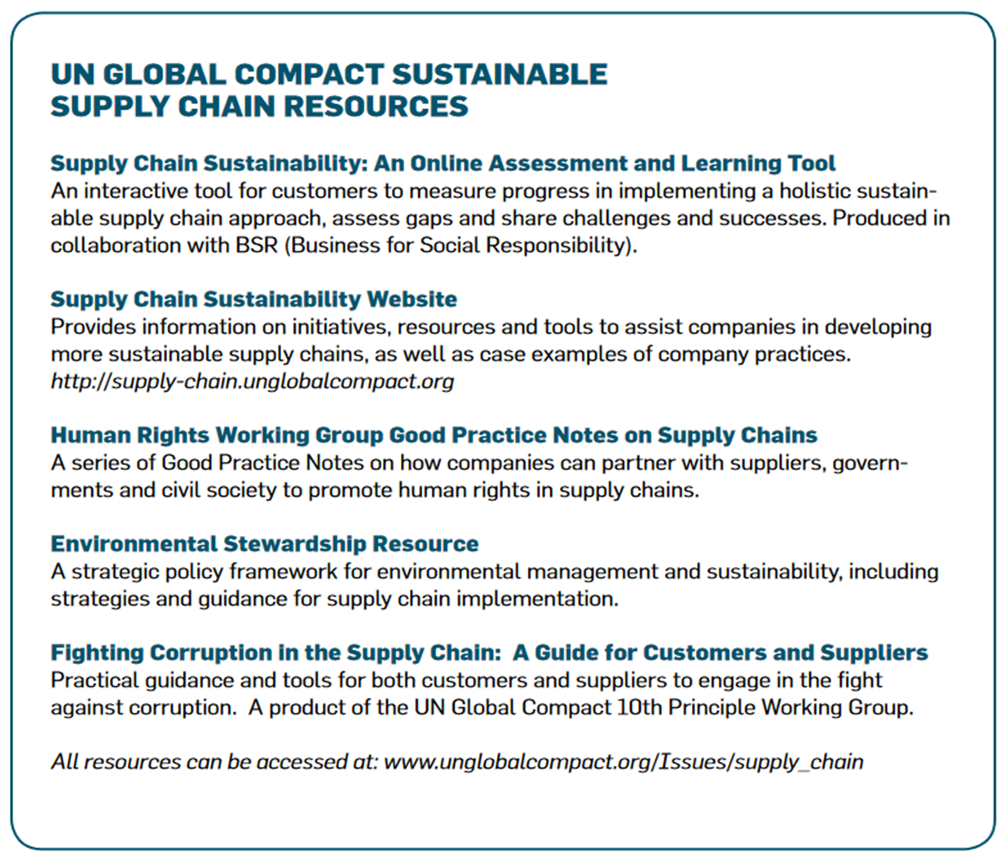 UN GLOBAL COMPACT SUSTAINABLE
SUPPLY CHAIN RESOURCES
Supply Chain Sustainability: An Online Assessment and Learning Tool
An interactive tool for customers to measure progress in implementing a holistic sustain-
able supply chain approach, assess gaps and share challenges and successes. Produced in
collaboration with BSR (Business for Social Responsibility).
Supply Chain Sustainability Website
Provides information on initiatives, resources and tools to assist companies in developing
more sustainable supply chains, as well as case examples of company practices.
http://supply-chain.unglobalcompact.org
Human Rights Working Group Good Practice Notes on Supply Chains
A series of Good Practice Notes on how companies can partner with suppliers, govern-
ments and civil society to promote human rights in supply chains.
Environmental Stewardship Resource
A strategic policy framework for environmental management and sustainability, including
strategies and guidance for supply chain implementation.
Fighting Corruption in the Supply Chain:  A Guide for Customers and Suppliers
Practical guidance and tools for both customers and suppliers to engage in the fight
against corruption.  A product of the UN Global Compact 10th Principle Working Group.
All resources can be accessed at: www.unglobalcompact.org/Issues/supply_chain